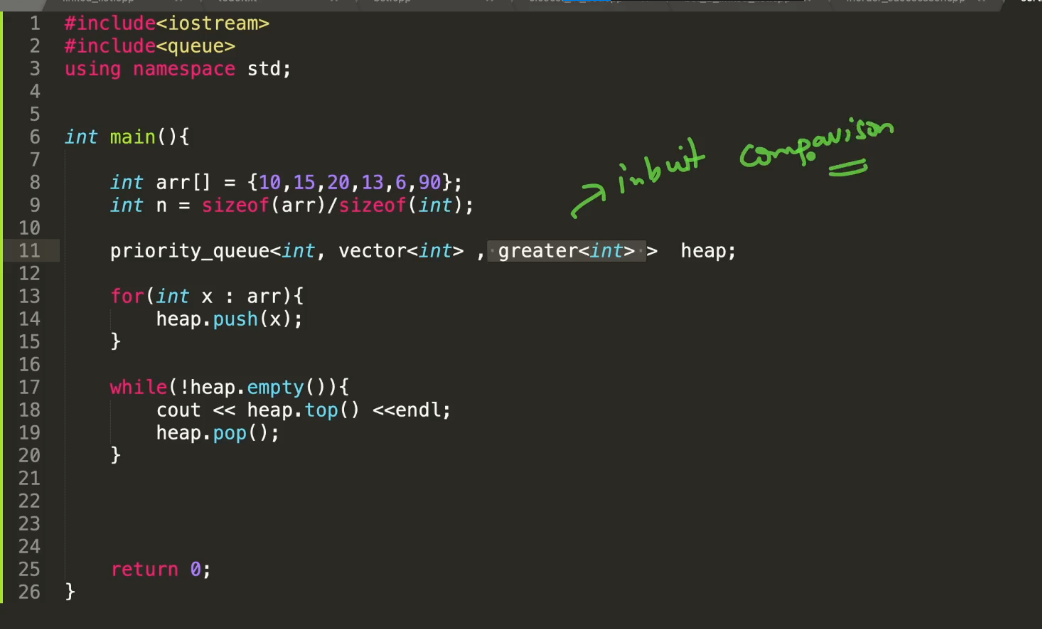 1 #include<iostream>
2 #include<queue>
3 using namespace std;
4
5
6 int main(){
7
inbuit comparison
8 int arr[] = {10,15,20,13,6,90};
9 int n = sizeof(arr)/sizeof(int);
10
11 priority_queue<int, vector<int> , greater<int> > heap;
12
13 for(int x : arr){
14 heap.push(x);
15 }
16
17 while(!heap.empty()){
18 cout << heap.top() <<endl;
19 heap.pop();
20 }
21
22
23
24
25 return 0;
26 }